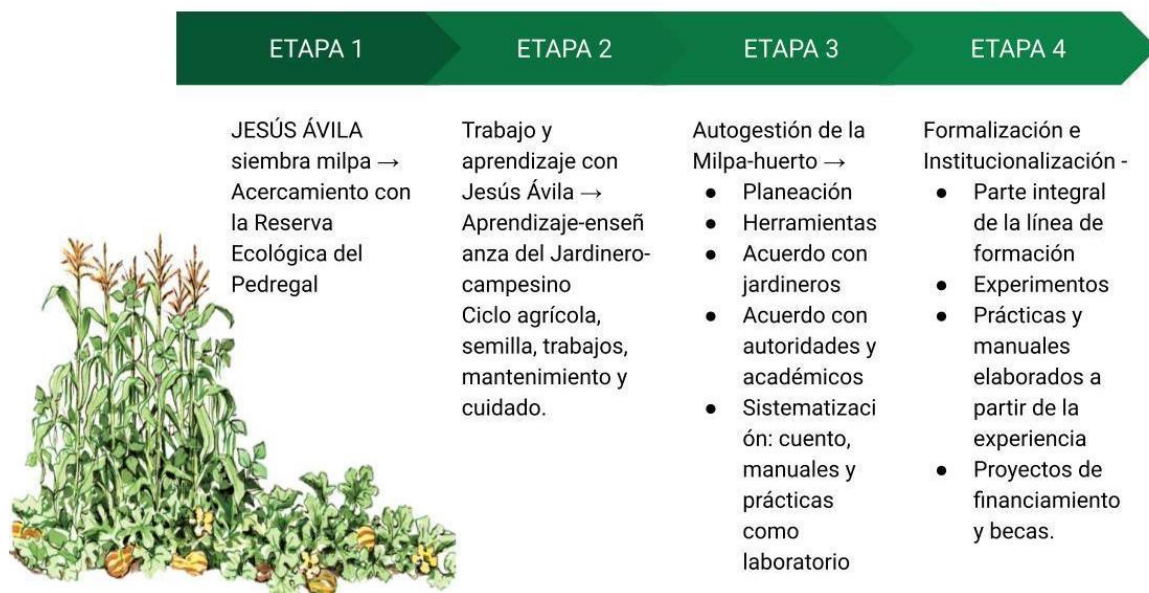 ETAPA 1
ETAPA 2
ETAPA 3
ETAPA 4
JESÚS ÁVILA
siembra milpa →
Acercamiento con
la Reserva
Ecológica del
Pedregal
Trabajo y
aprendizaje con
Jesús Ávila →
Aprendizaje-enseñ
anza del Jardinero-
campesino
Ciclo agrícola,
semilla, trabajos,
mantenimiento y
cuidado.
Autogestión de la
Milpa-huerto →
● Planeación
● Herramientas
● Acuerdo con
jardineros
● Acuerdo con
autoridades y
académicos
● Sistematizaci
ón: cuento,
manuales y
prácticas
como
laboratorio
Formalización e
Institucionalización -
● Parte integral
de la línea de
formación
● Experimentos
● Prácticas y
manuales
elaborados a
partir de la
experiencia
● Proyectos de
financiamiento
y becas.